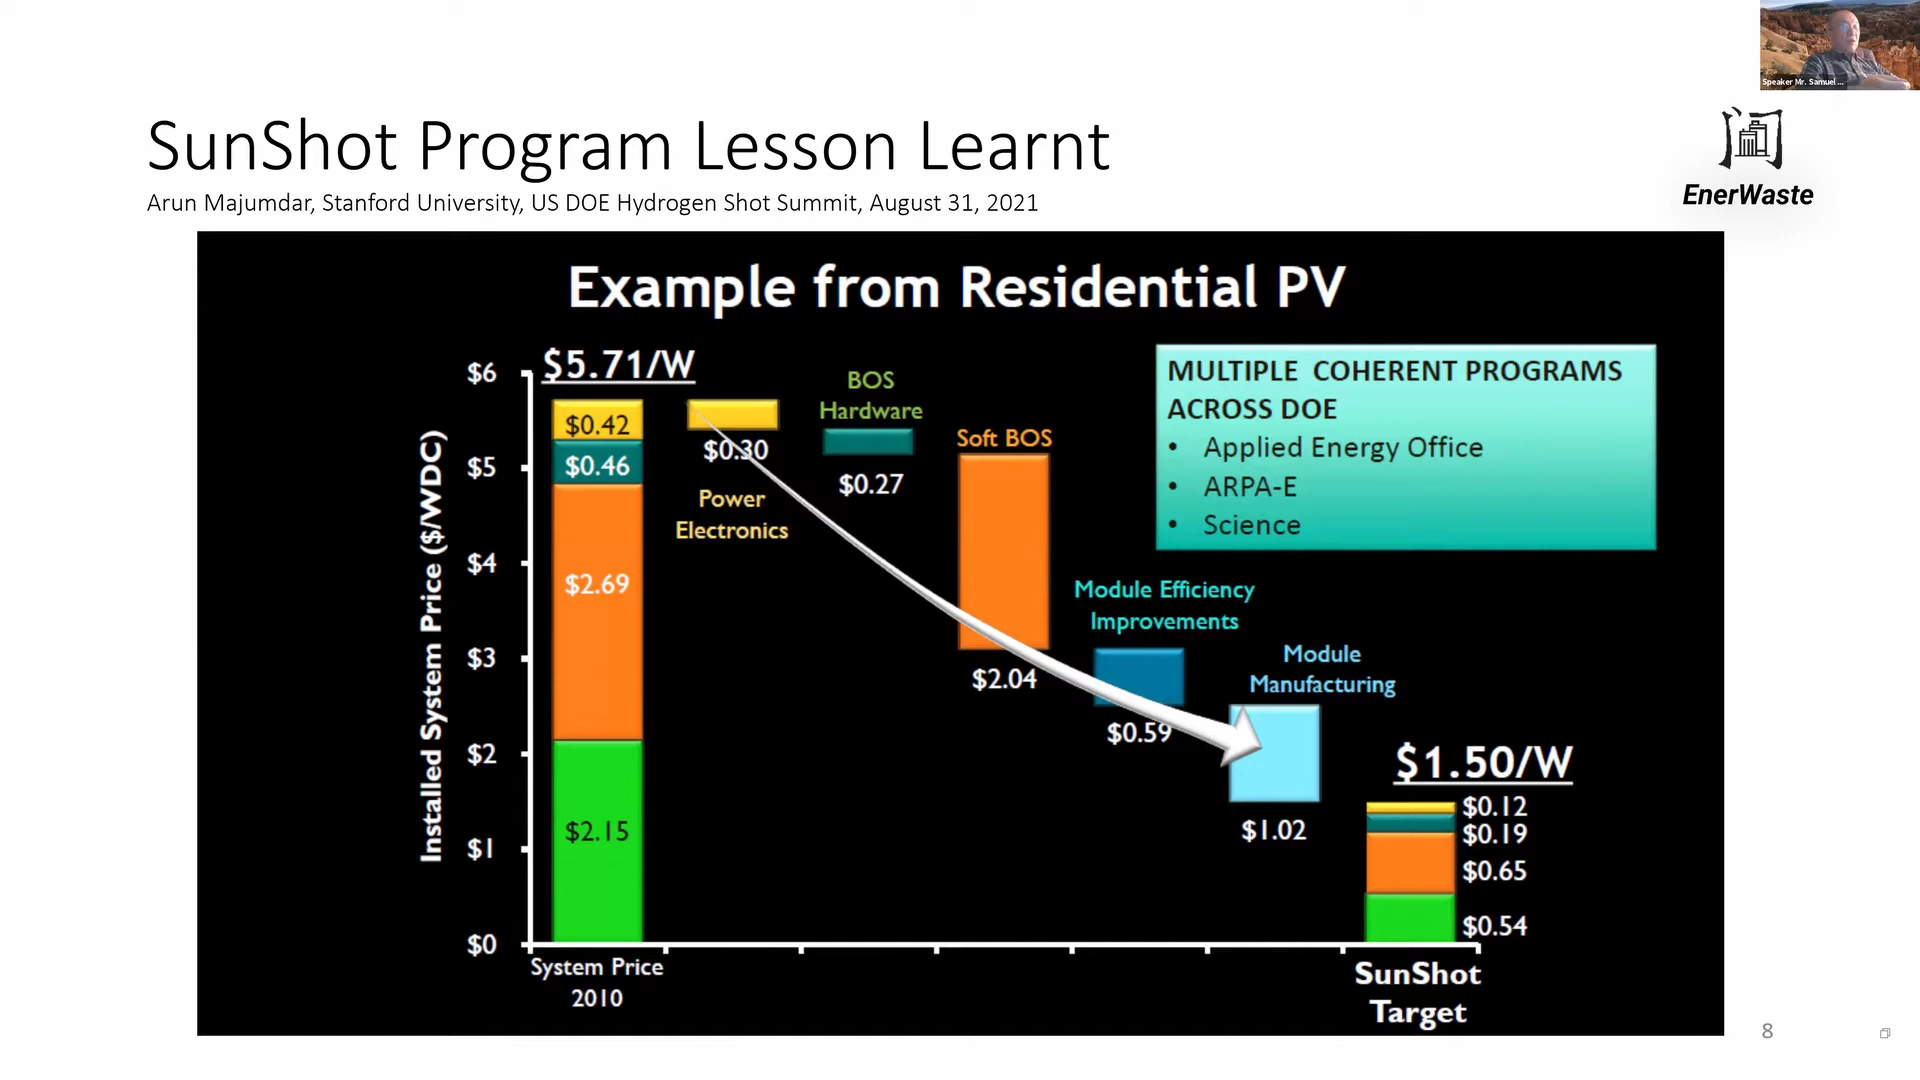 Speaker Mr. Samuel ...
SunShot Program Lesson Learnt
Arun Majumdar, Stanford University, US DOE Hydrogen Shot Summit, August 31, 2021
EnerWaste
Example from Residential PV
Installed System Price ($/WDC)
$6
$5
$4
$3
$2
$1
$0
$5.71/W
$0.42
$0.46
$2.69
$2.15
System Price
2010
$0.30
Power
Electronics
BOS
Hardware
$0.27
Soft BOS
$2.04
Module Efficiency
Improvements
$0.59
Module
Manufacturing
$1.02
MULTIPLE COHERENT PROGRAMS
ACROSS DOE
• Applied Energy Office
• ARPA-E
• Science
$1.50/W
$0.12
$0.19
$0.65
$0.54
SunShot
Target
8